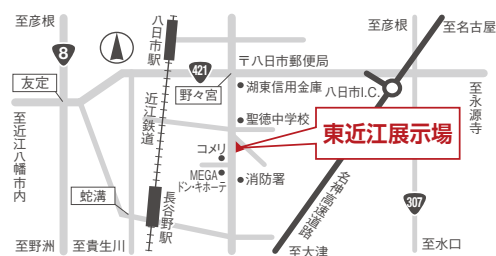 至彦根
八日市駅
至彦根
至名古屋
8
〒八日市郵便局
421
友定
野々宮
湖東信用金庫
八日市I.C.
近江鉄道
聖徳中学校
至永源寺
至近江八幡市内
コメリ
東近江展示場
MEGA
ドン・キホーテ
消防署
蛇溝
長谷野駅
名神高速道路
307
至野洲
至貴生川
至大津
至水口